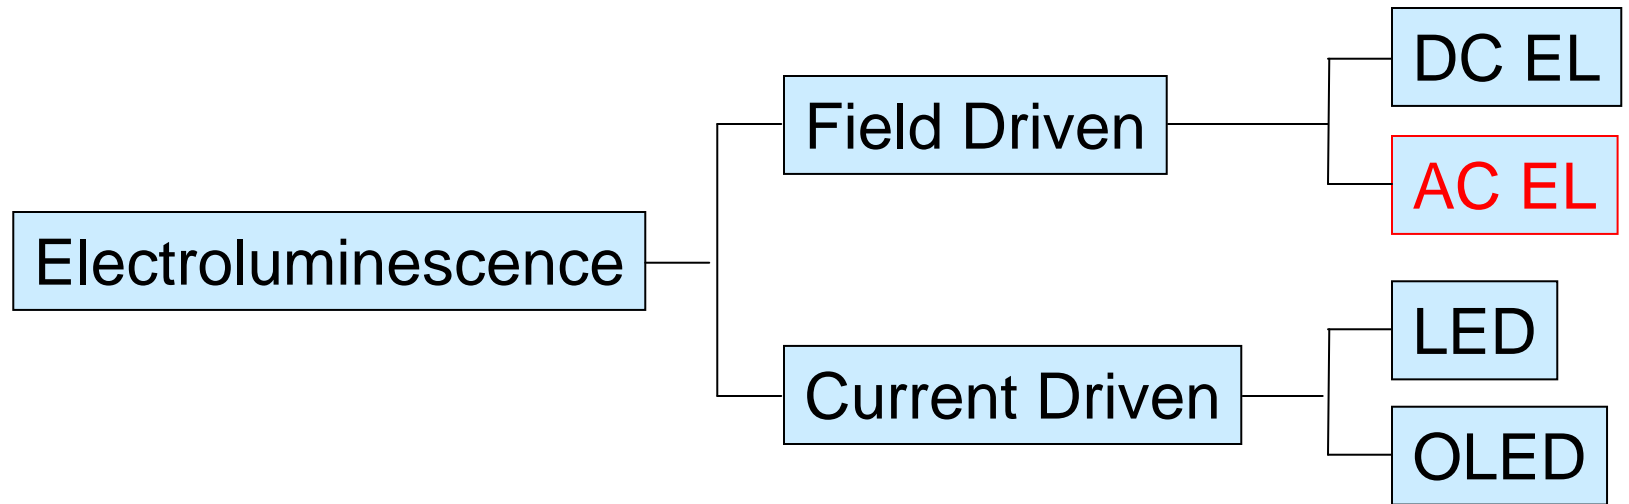 Electroluminescence
Field Driven
DC EL
AC EL
Current Driven
LED
OLED